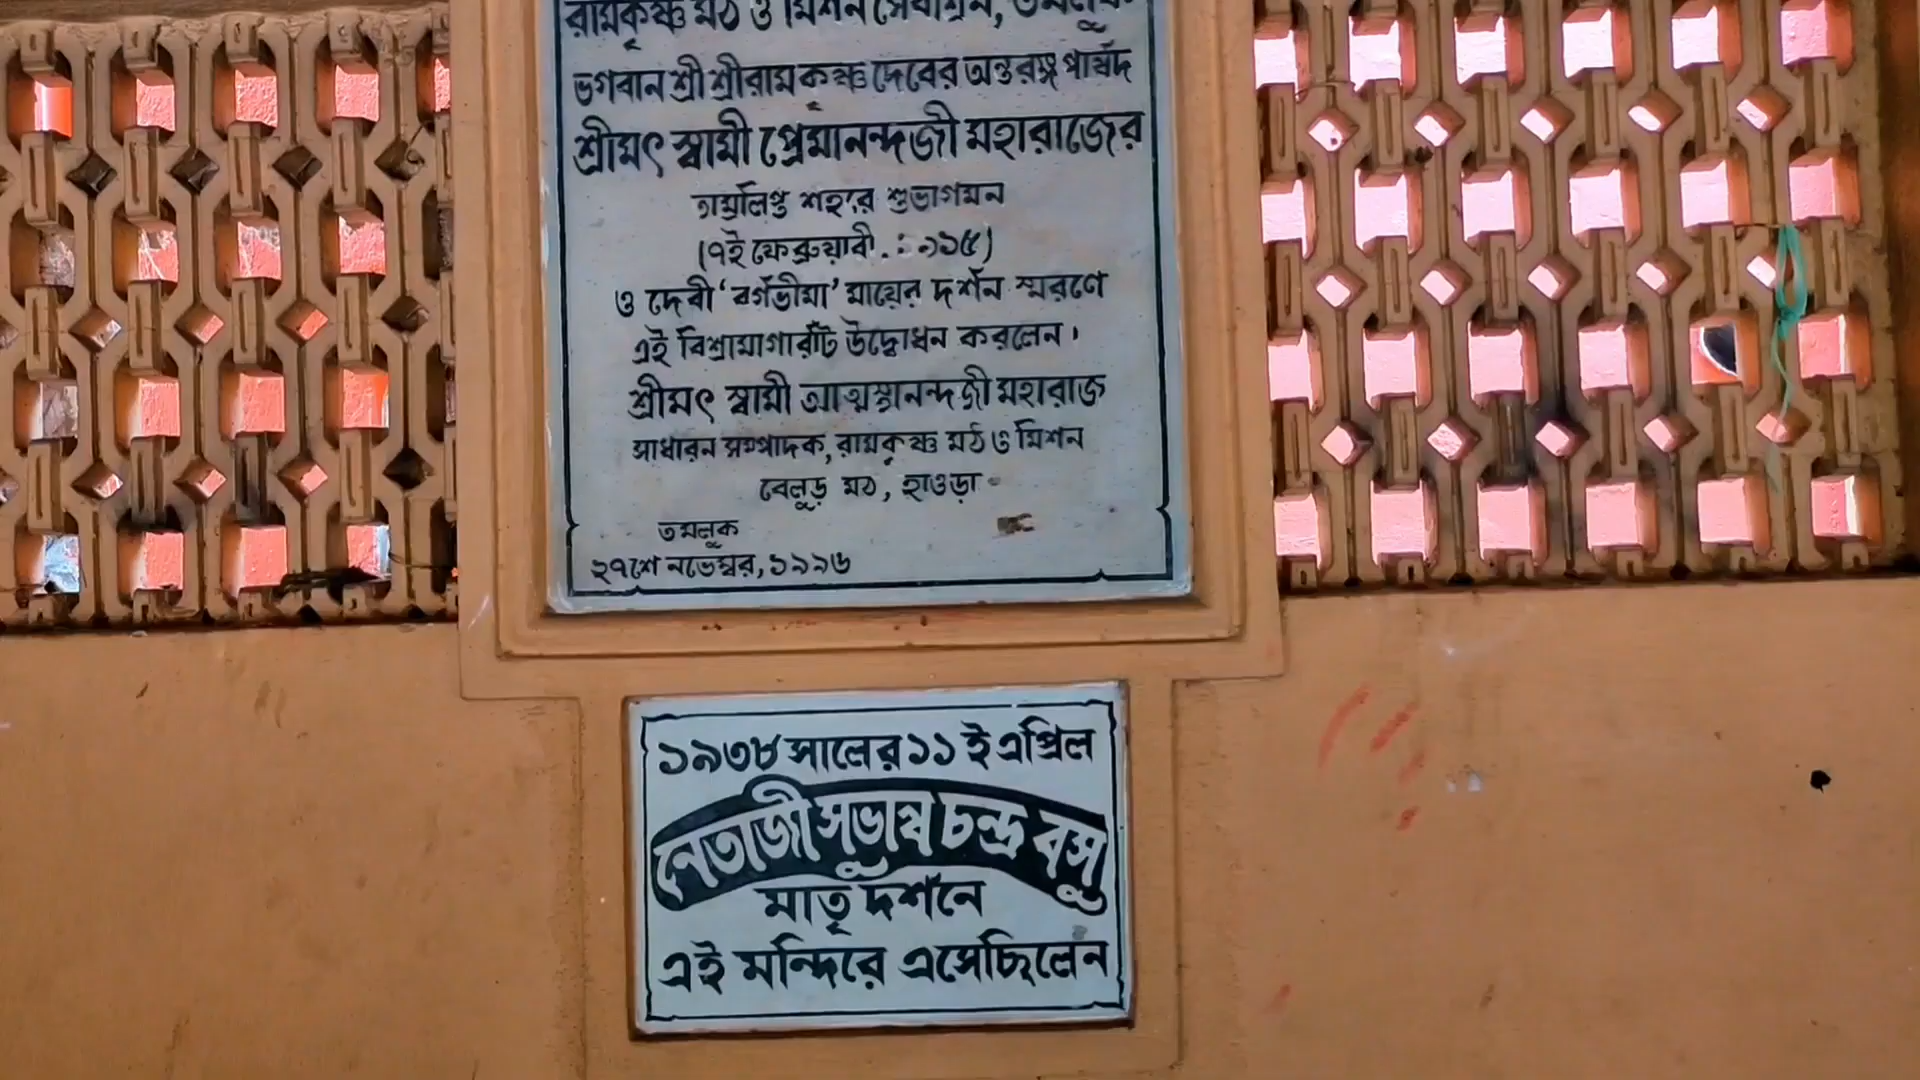 রামকৃষ্ণ মঠ ও মিশন সেবাশ্রম, তমলুক
ভগবান শ্রী শ্রীরামকৃষ্ণ দেবের অন্তরঙ্গ পার্ষদ
শ্রীমৎ স্বামী প্রেমানন্দজী মহারাজের
তাম্রলিপ্ত শহরে শুভাগমন
(৭ই ফেব্রুয়ারী. ১৯১৫)
ও দেবী ‘বর্গভীমা’ মায়ের দর্শন স্মরণে
এই বিশ্রামাগারটি উদ্বোধন করলেন।
শ্রীমৎ স্বামী আত্মস্থানন্দজী মহারাজ
সাধারন সম্পাদক, রামকৃষ্ণ মঠ ও মিশন
বেলুড় মঠ, হাওড়া
তমলুক
২৭শে নভেম্বর, ১৯৯৬
১৯৩৮ সালের ১১ ই এপ্রিল
নেতাজী সুভাষ চন্দ্র বসু
মাতৃ দর্শনে
এই মন্দিরে এসেছিলেন